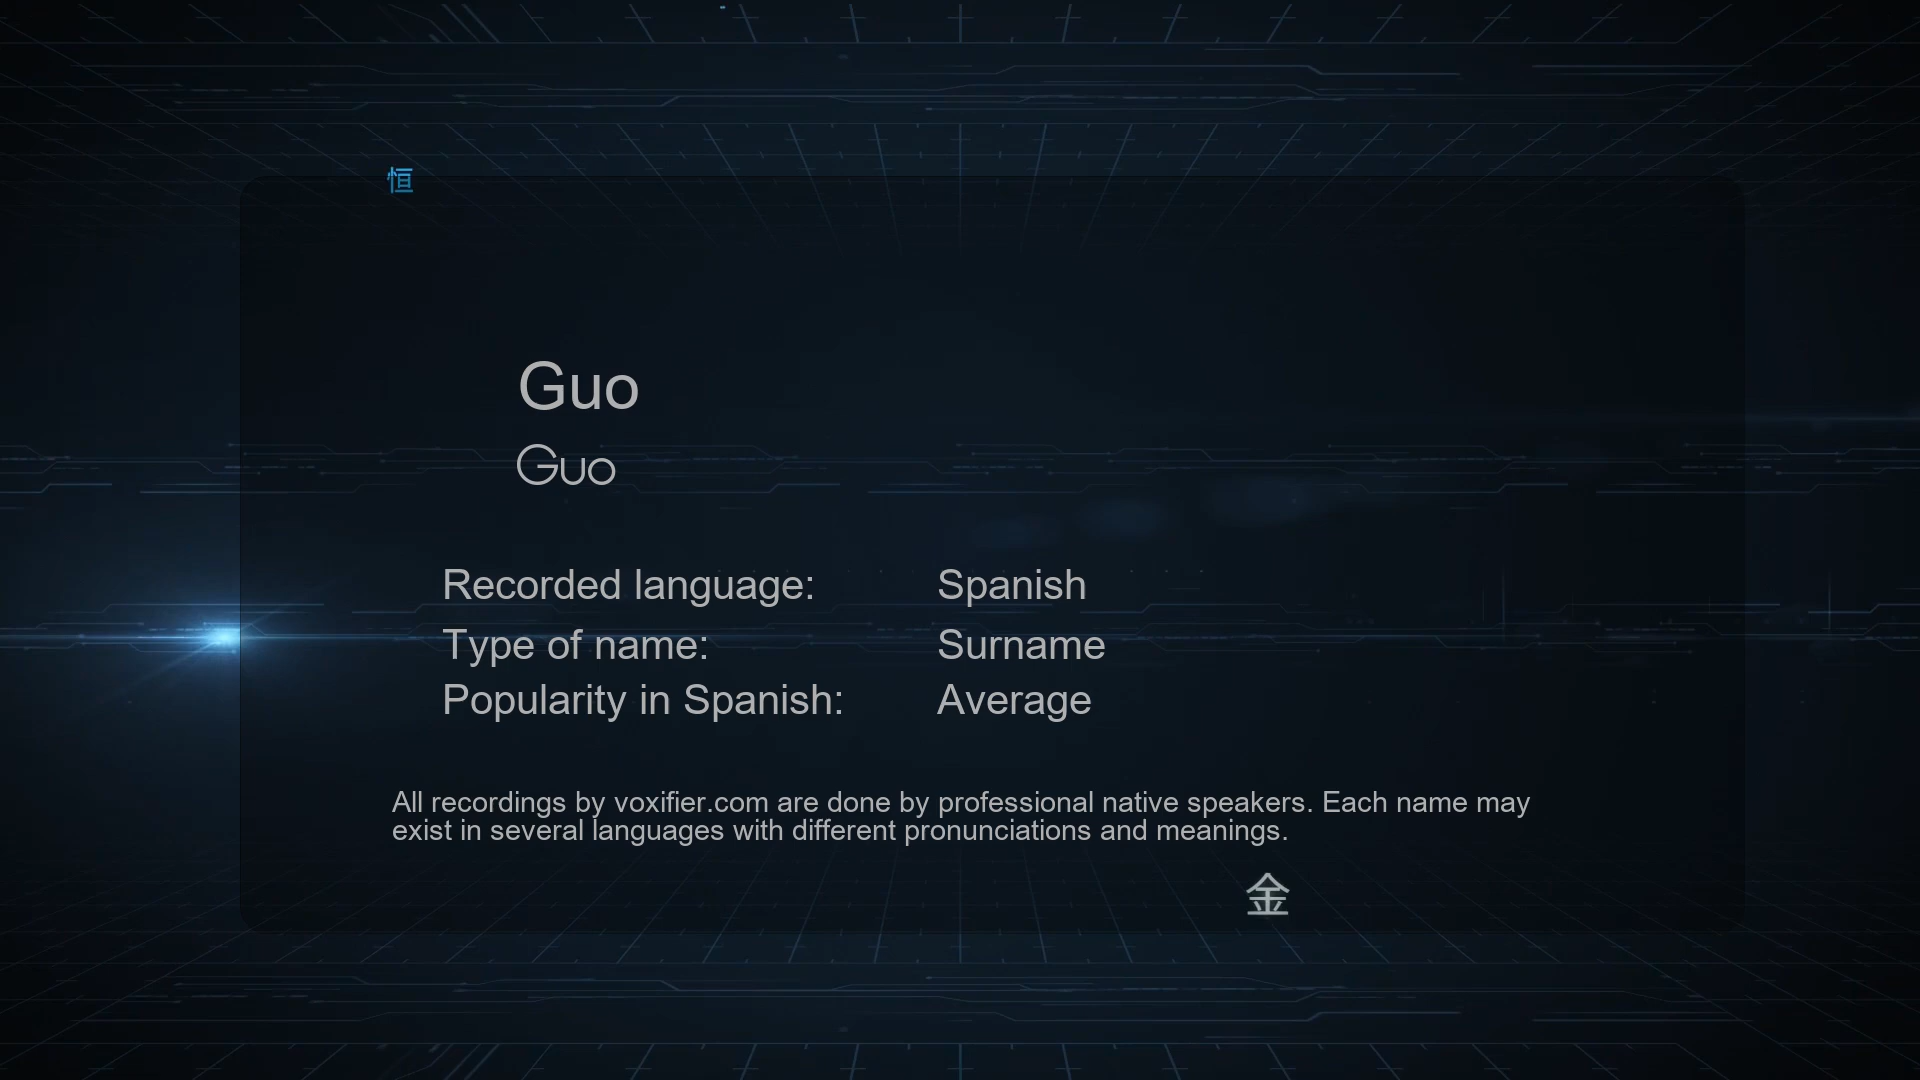 恒
Guo
Guo
Recorded language: Spanish
Type of name: Surname
Popularity in Spanish: Average
All recordings by voxifier.com are done by professional native speakers. Each name may
exist in several languages with different pronunciations and meanings.
金